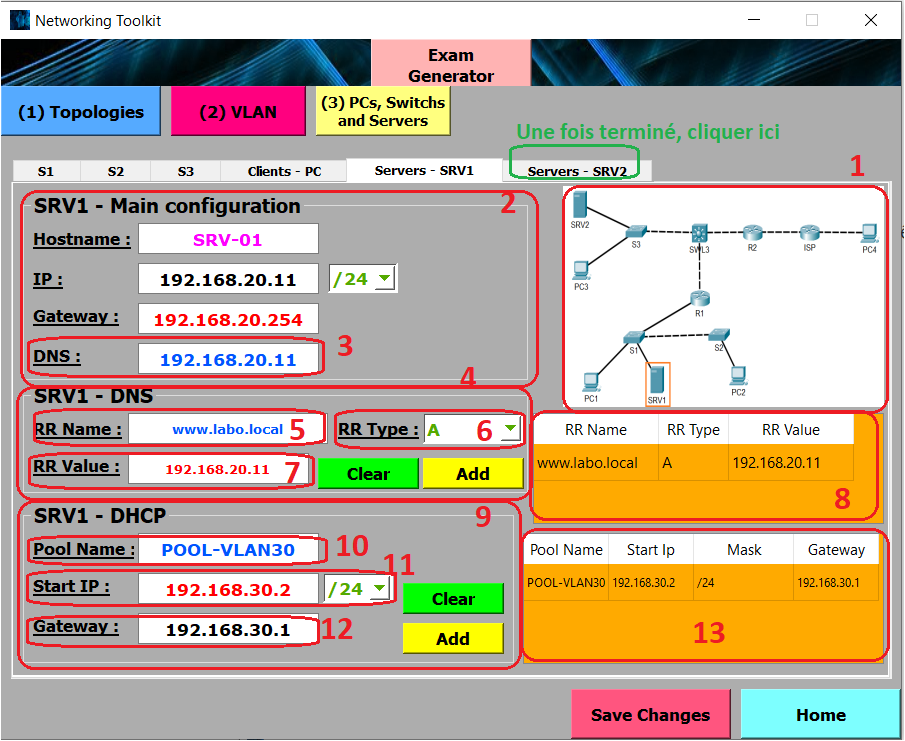 Networking Toolkit
Exam
Generator
(1) Topologies
(2) VLAN
(3) PCs, Switchs
and Servers
Une fois terminé, cliquer ici
S1
S2
S3
Clients - PC
Servers - SRV1
Servers - SRV2
1
SRV1 - Main configuration
2
Hostname :
SRV-01
IP :
192.168.20.11
/24
Gateway :
192.168.20.254
DNS :
192.168.20.11
3
SRV2
S3
SWL3
R2
ISP
PC4
PC3
R1
S1
S2
PC1
SRV1
PC2
4
SRV1 - DNS
RR Name :
www.labo.local
5
RR Type :
A
6
RR Value :
192.168.20.11
7
Clear
Add
RR Name
RR Type
RR Value
www.labo.local
A
192.168.20.11
8
SRV1 - DHCP
9
Pool Name :
POOL-VLAN30
10
Start IP :
192.168.30.2
/24
11
Clear
Gateway :
192.168.30.1
12
Add
Pool Name
Start Ip
Mask
Gateway
POOL-VLAN30
192.168.30.2
/24
192.168.30.1
13
Save Changes
Home